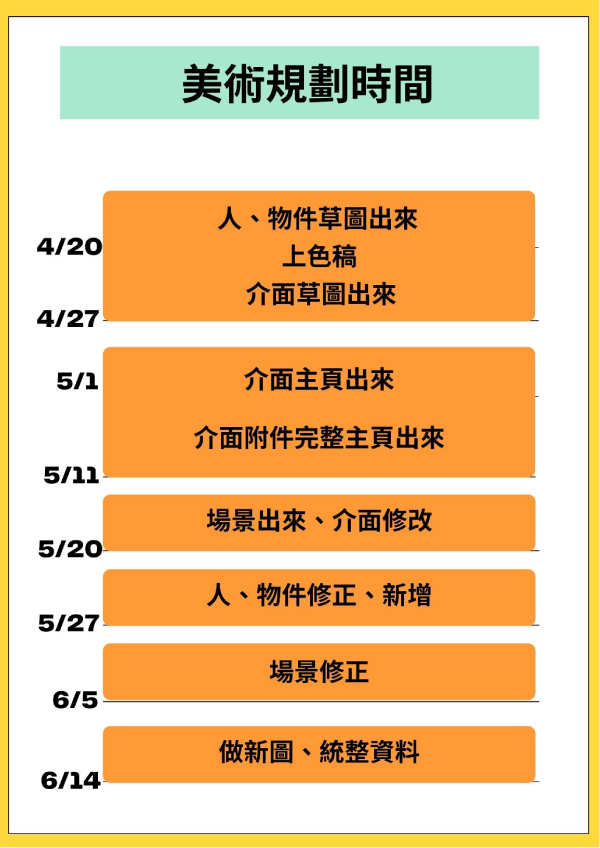 美術規劃時間
人、物件草圖出來
4/20
上色稿
介面草圖出來
4/27
5/1
介面主頁出來
介面附件完整主頁出來
5/11
場景出來、介面修改
5/20
人、物件修正、新增
5/27
場景修正
6/5
做新圖、統整資料
6/14